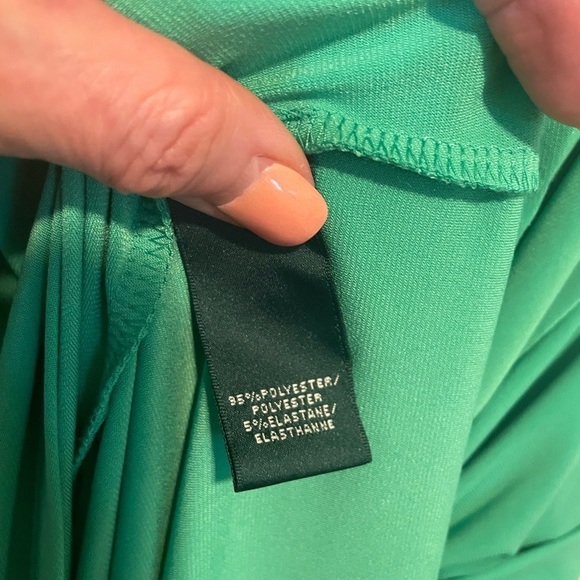 95%POLYESTER/
POLYESTER
5%ELASTANE/
ELASTHANNE